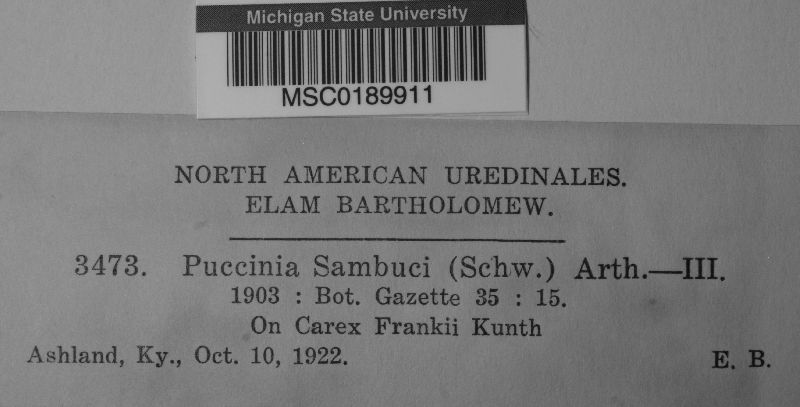 Michigan State University
MSC0189911
NORTH AMERICAN UREDINALES.
ELAM BARTHOLOMEW.
3473. Puccinia Sambuci (Schw.) Arth.—III.
1903 : Bot. Gazette 35 : 15.
On Carex Frankii Kunth
Ashland, Ky., Oct. 10, 1922. E. B.